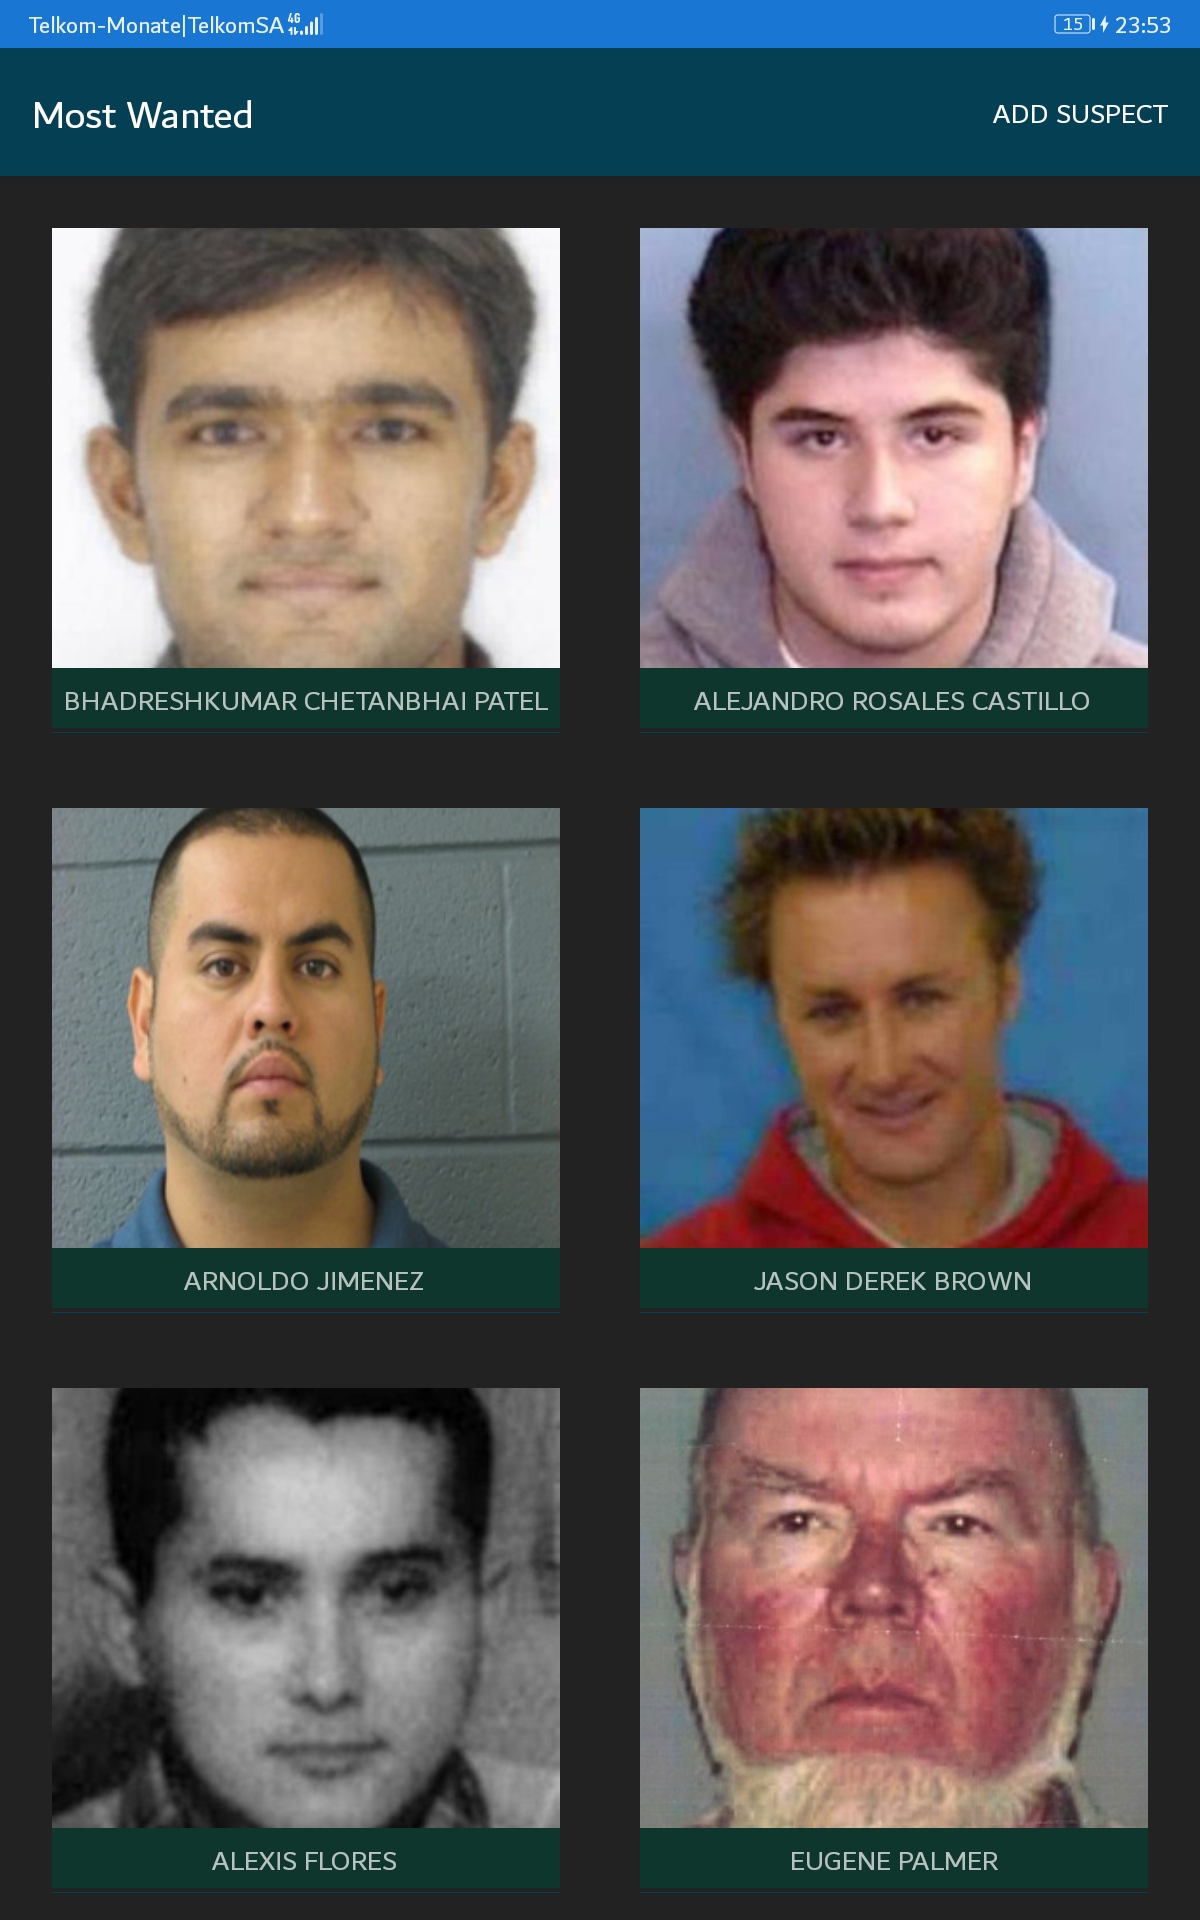 Telkom-Monate|TelkomSA 4G 15 23:53
Most Wanted ADD SUSPECT
BHADRESHKUMAR CHETANBHAI PATEL
ALEJANDRO ROSALES CASTILLO
ARNOLDO JIMENEZ
JASON DEREK BROWN
ALEXIS FLORES
EUGENE PALMER